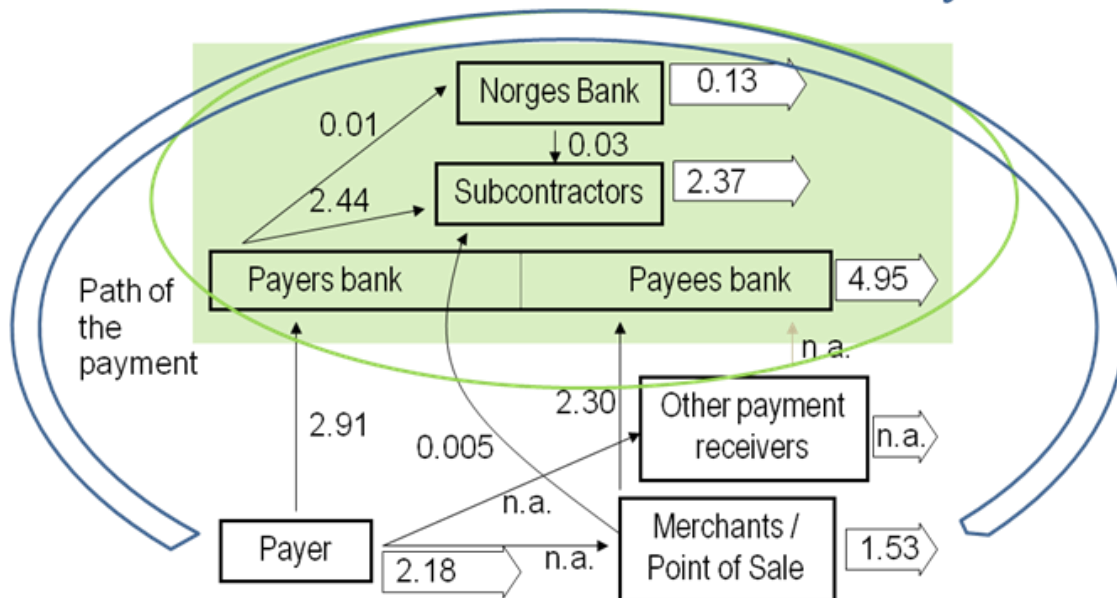 Norges Bank
0.13
0.01
0.03
Subcontractors
2.37
2.44
Payers bank
Payees bank
4.95
Path of
the
payment
n.a.
2.91
2.30
Other payment
receivers
n.a.
0.005
n.a.
Payer
2.18
n.a.
Merchants /
Point of Sale
1.53